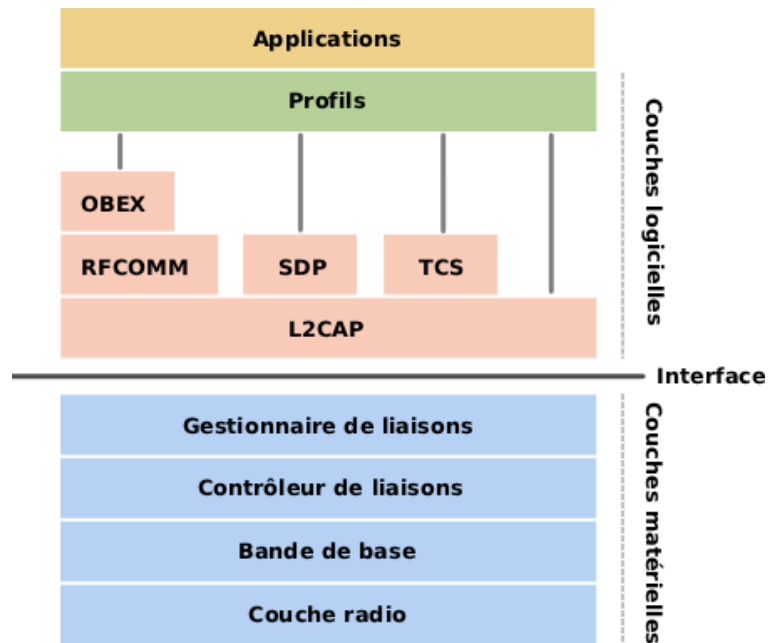 Applications
Profils
OBEX
RFCOMM
SDP
TCS
L2CAP
Couches logicielles
Interface
Gestionnaire de liaisons
Contrôleur de liaisons
Bande de base
Couche radio
Couches matérielles